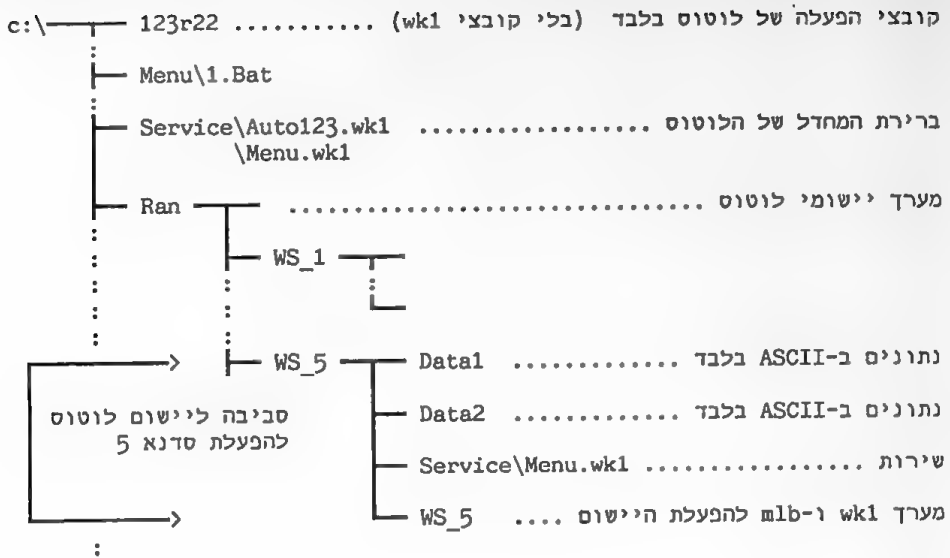 c:\ 123r22 ........... קובצי הפעלה של לוטוס בלבד (בלי קובצי wk1)
Menu\1.Bat
Service\Auto123.wk1 ................. ברירת המחדל של הלוטוס
\Menu.wk1
Ran ................................ מערך יישומי לוטוס
WS_1
WS_5 Data1 ............. נתונים ב-ASCII בלבד
סביבה ליישום לוטוס
Data2 ............. נתונים ב-ASCII בלבד
להפעלת סדנא 5
Service\Menu.wk1 ................ שירות
WS_5 .... מערך wk1 ו-mlb להפעלת היישום